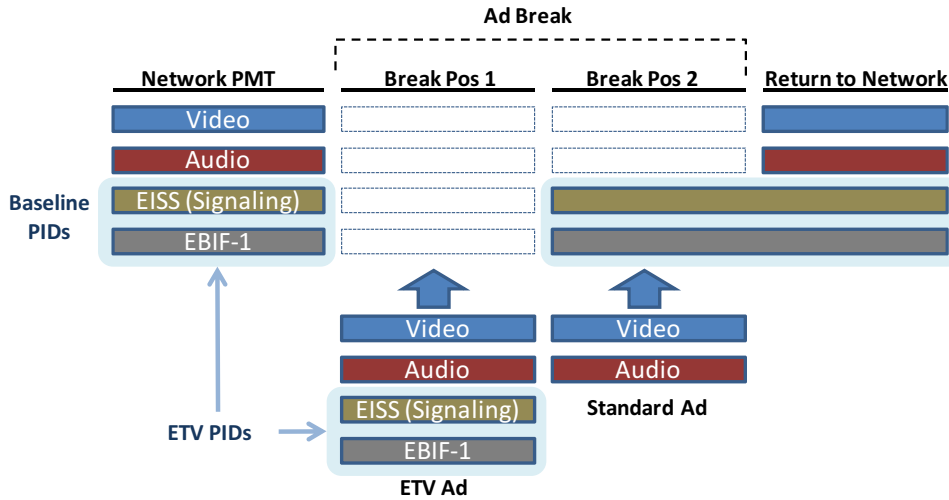 Ad Break
Network PMT
Break Pos 1
Break Pos 2
Return to Network
Video
Audio
Baseline
PIDs
EISS (Signaling)
EBIF-1
Video
Video
Audio
Audio
EISS (Signaling)
Standard Ad
ETV PIDs
EBIF-1
ETV Ad